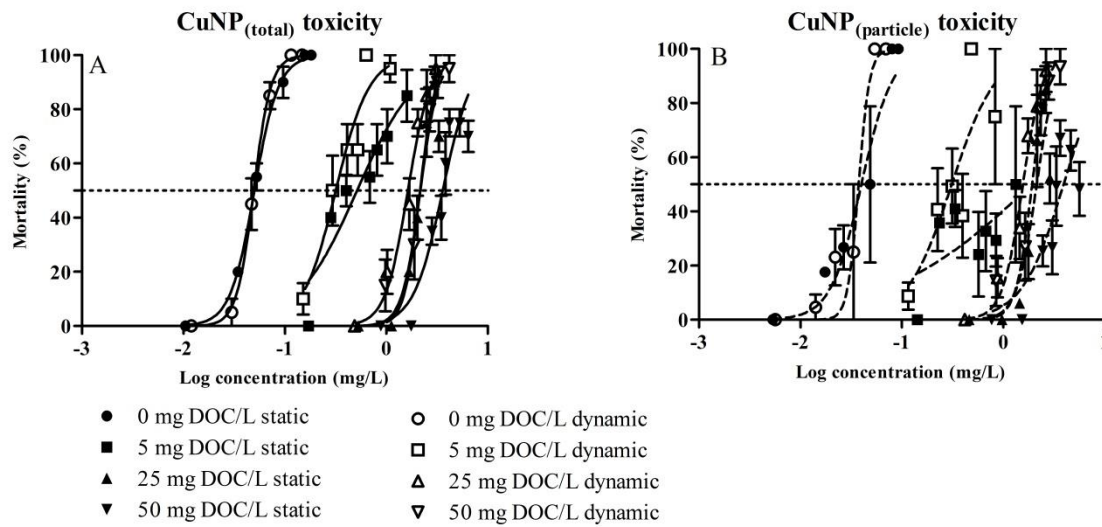 CuNP(total) toxicity
A
100
80
60
40
20
0
Mortality (%)
-3 -2 -1 0 1
Log concentration (mg/L)
CuNP(particle) toxicity
B
100
80
60
40
20
0
Mortality (%)
-3 -2 -1 0 1
Log concentration (mg/L)
0 mg DOC/L static
5 mg DOC/L static
25 mg DOC/L static
50 mg DOC/L static
0 mg DOC/L dynamic
5 mg DOC/L dynamic
25 mg DOC/L dynamic
50 mg DOC/L dynamic